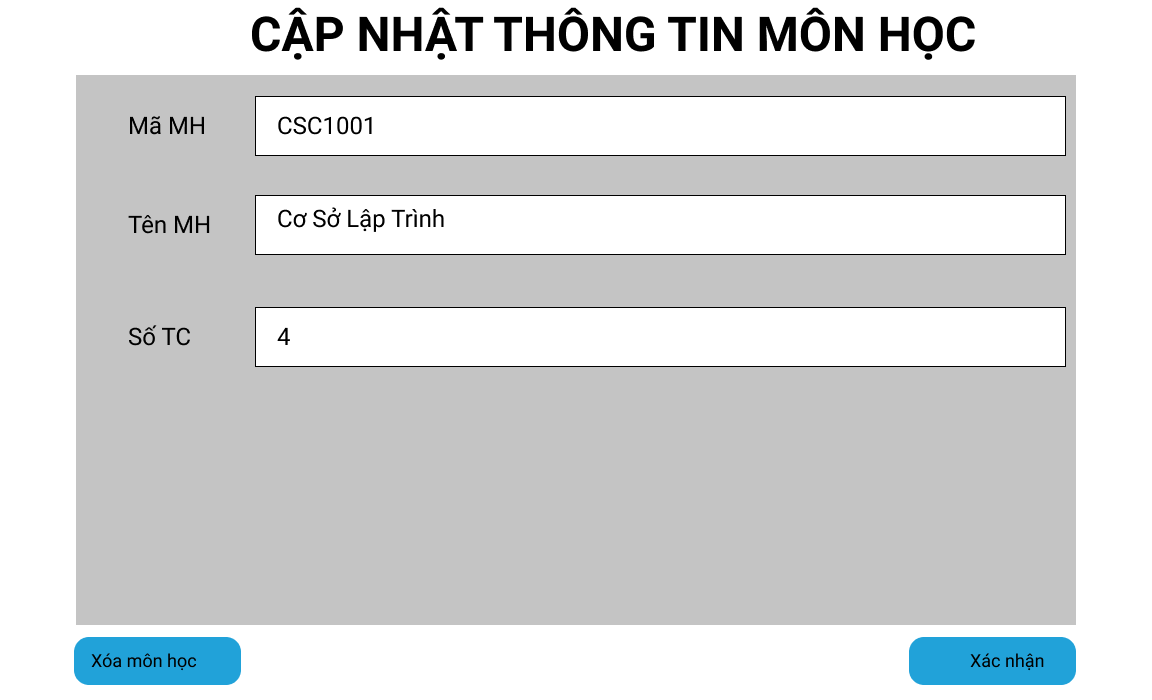 CẬP NHẬT THÔNG TIN MÔN HỌC
Mã MH
CSC1001
Tên MH
Cơ Sở Lập Trình
Số TC
4
Xóa môn học
Xác nhận